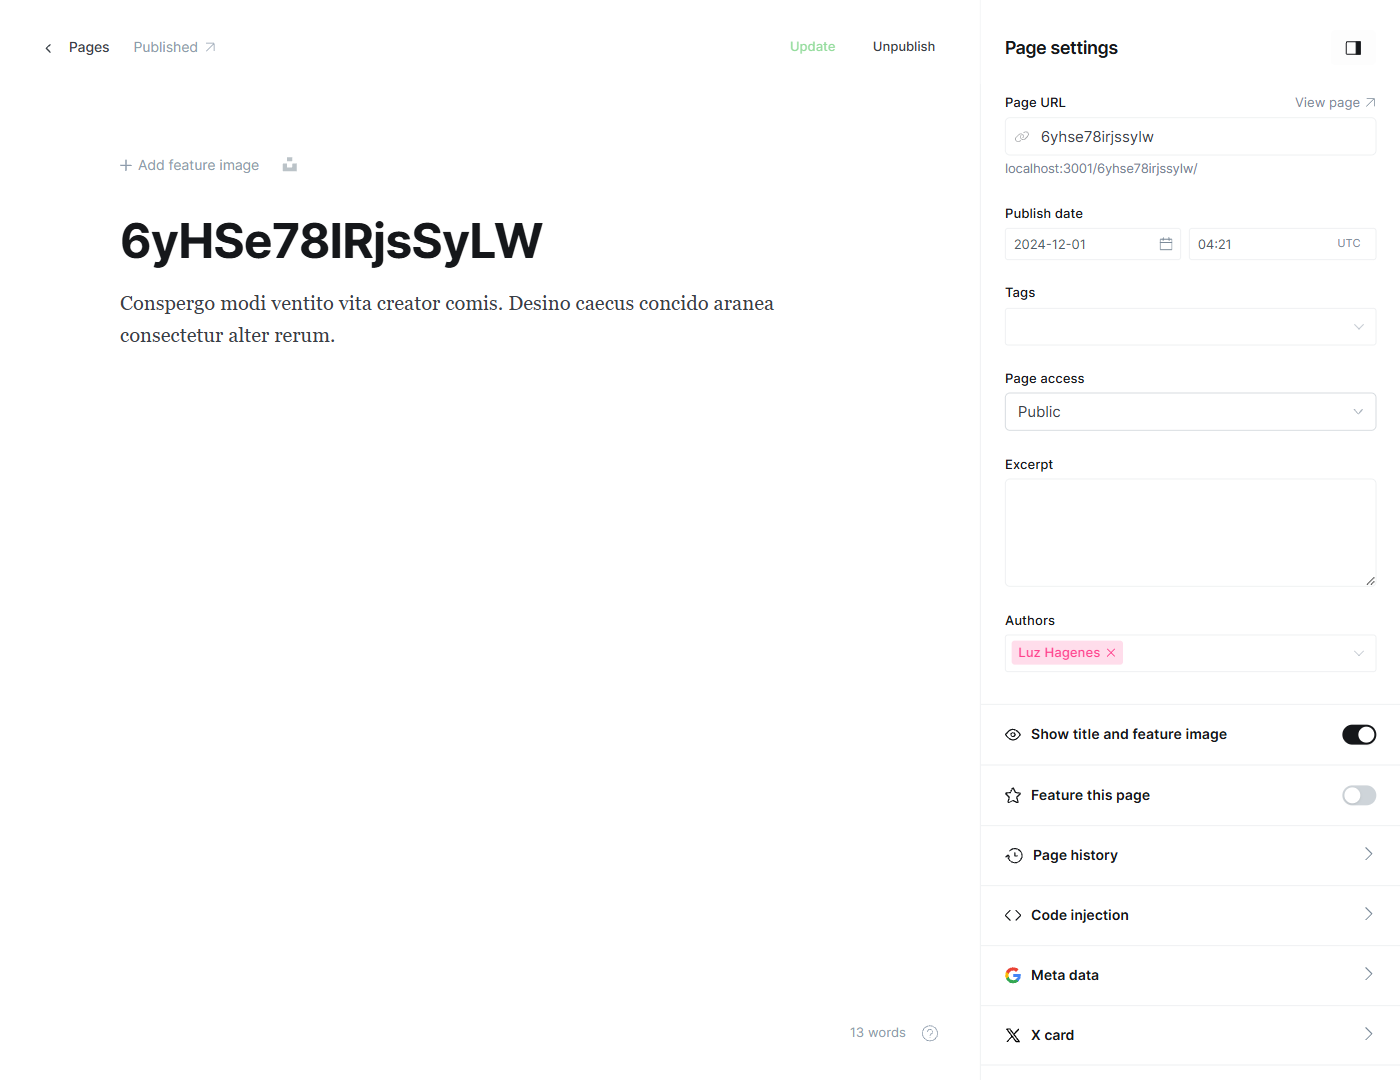 Pages
Published
Update
Unpublish
Add feature image
6yHSe78IRjsSyLW
Conspergo modi ventito vita creator comis. Desino caecus concido aranea
consectetur alter rerum.
13 words
Page settings
Page URL
View page
6yhse78irjssylw
localhost:3001/6yhse78irjssylw/
Publish date
2024-12-01
04:21
UTC
Tags
Page access
Public
Excerpt
Authors
Luz Hagenes
Show title and feature image
Feature this page
Page history
Code injection
Meta data
X card